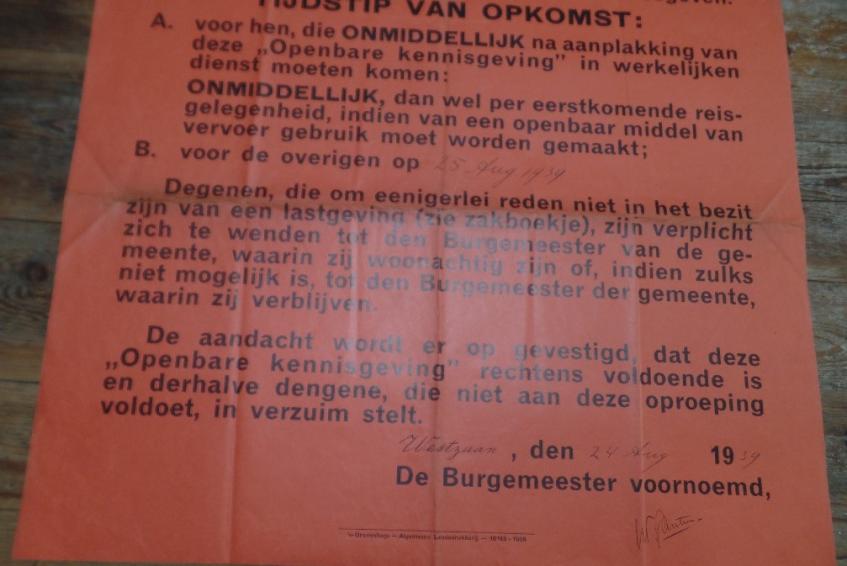 TIJDSTIP VAN OPKOMST:
A. voor hen, die ONMIDDELLIJK na aanplakking van
deze „Openbare kennisgeving” in werkelijken
dienst moeten komen:
ONMIDDELLIJK, dan wel per eerstkomende reis-
gelegenheid, indien van een openbaar middel van
vervoer gebruik moet worden gemaakt;
B. voor de overigen op 25 Aug 1939
Degenen, die om eenigerlei reden niet in het bezit
zijn van een lastgeving (zie zakboekje), zijn verplicht
zich te wenden tot den Burgemeester van de ge-
meente, waarin zij woonachtig zijn of, indien zulks
niet mogelijk is, tot den Burgemeester der gemeente,
waarin zij verblijven.
De aandacht wordt er op gevestigd, dat deze
„Openbare kennisgeving” rechtens voldoende is
en derhalve dengene, die niet aan deze oproeping
voldoet, in verzuim stelt.
Westzaan, den 24 Aug 1939
De Burgemeester voornoemd,
's-Gravenhage — Algemeene Landsdrukkerij